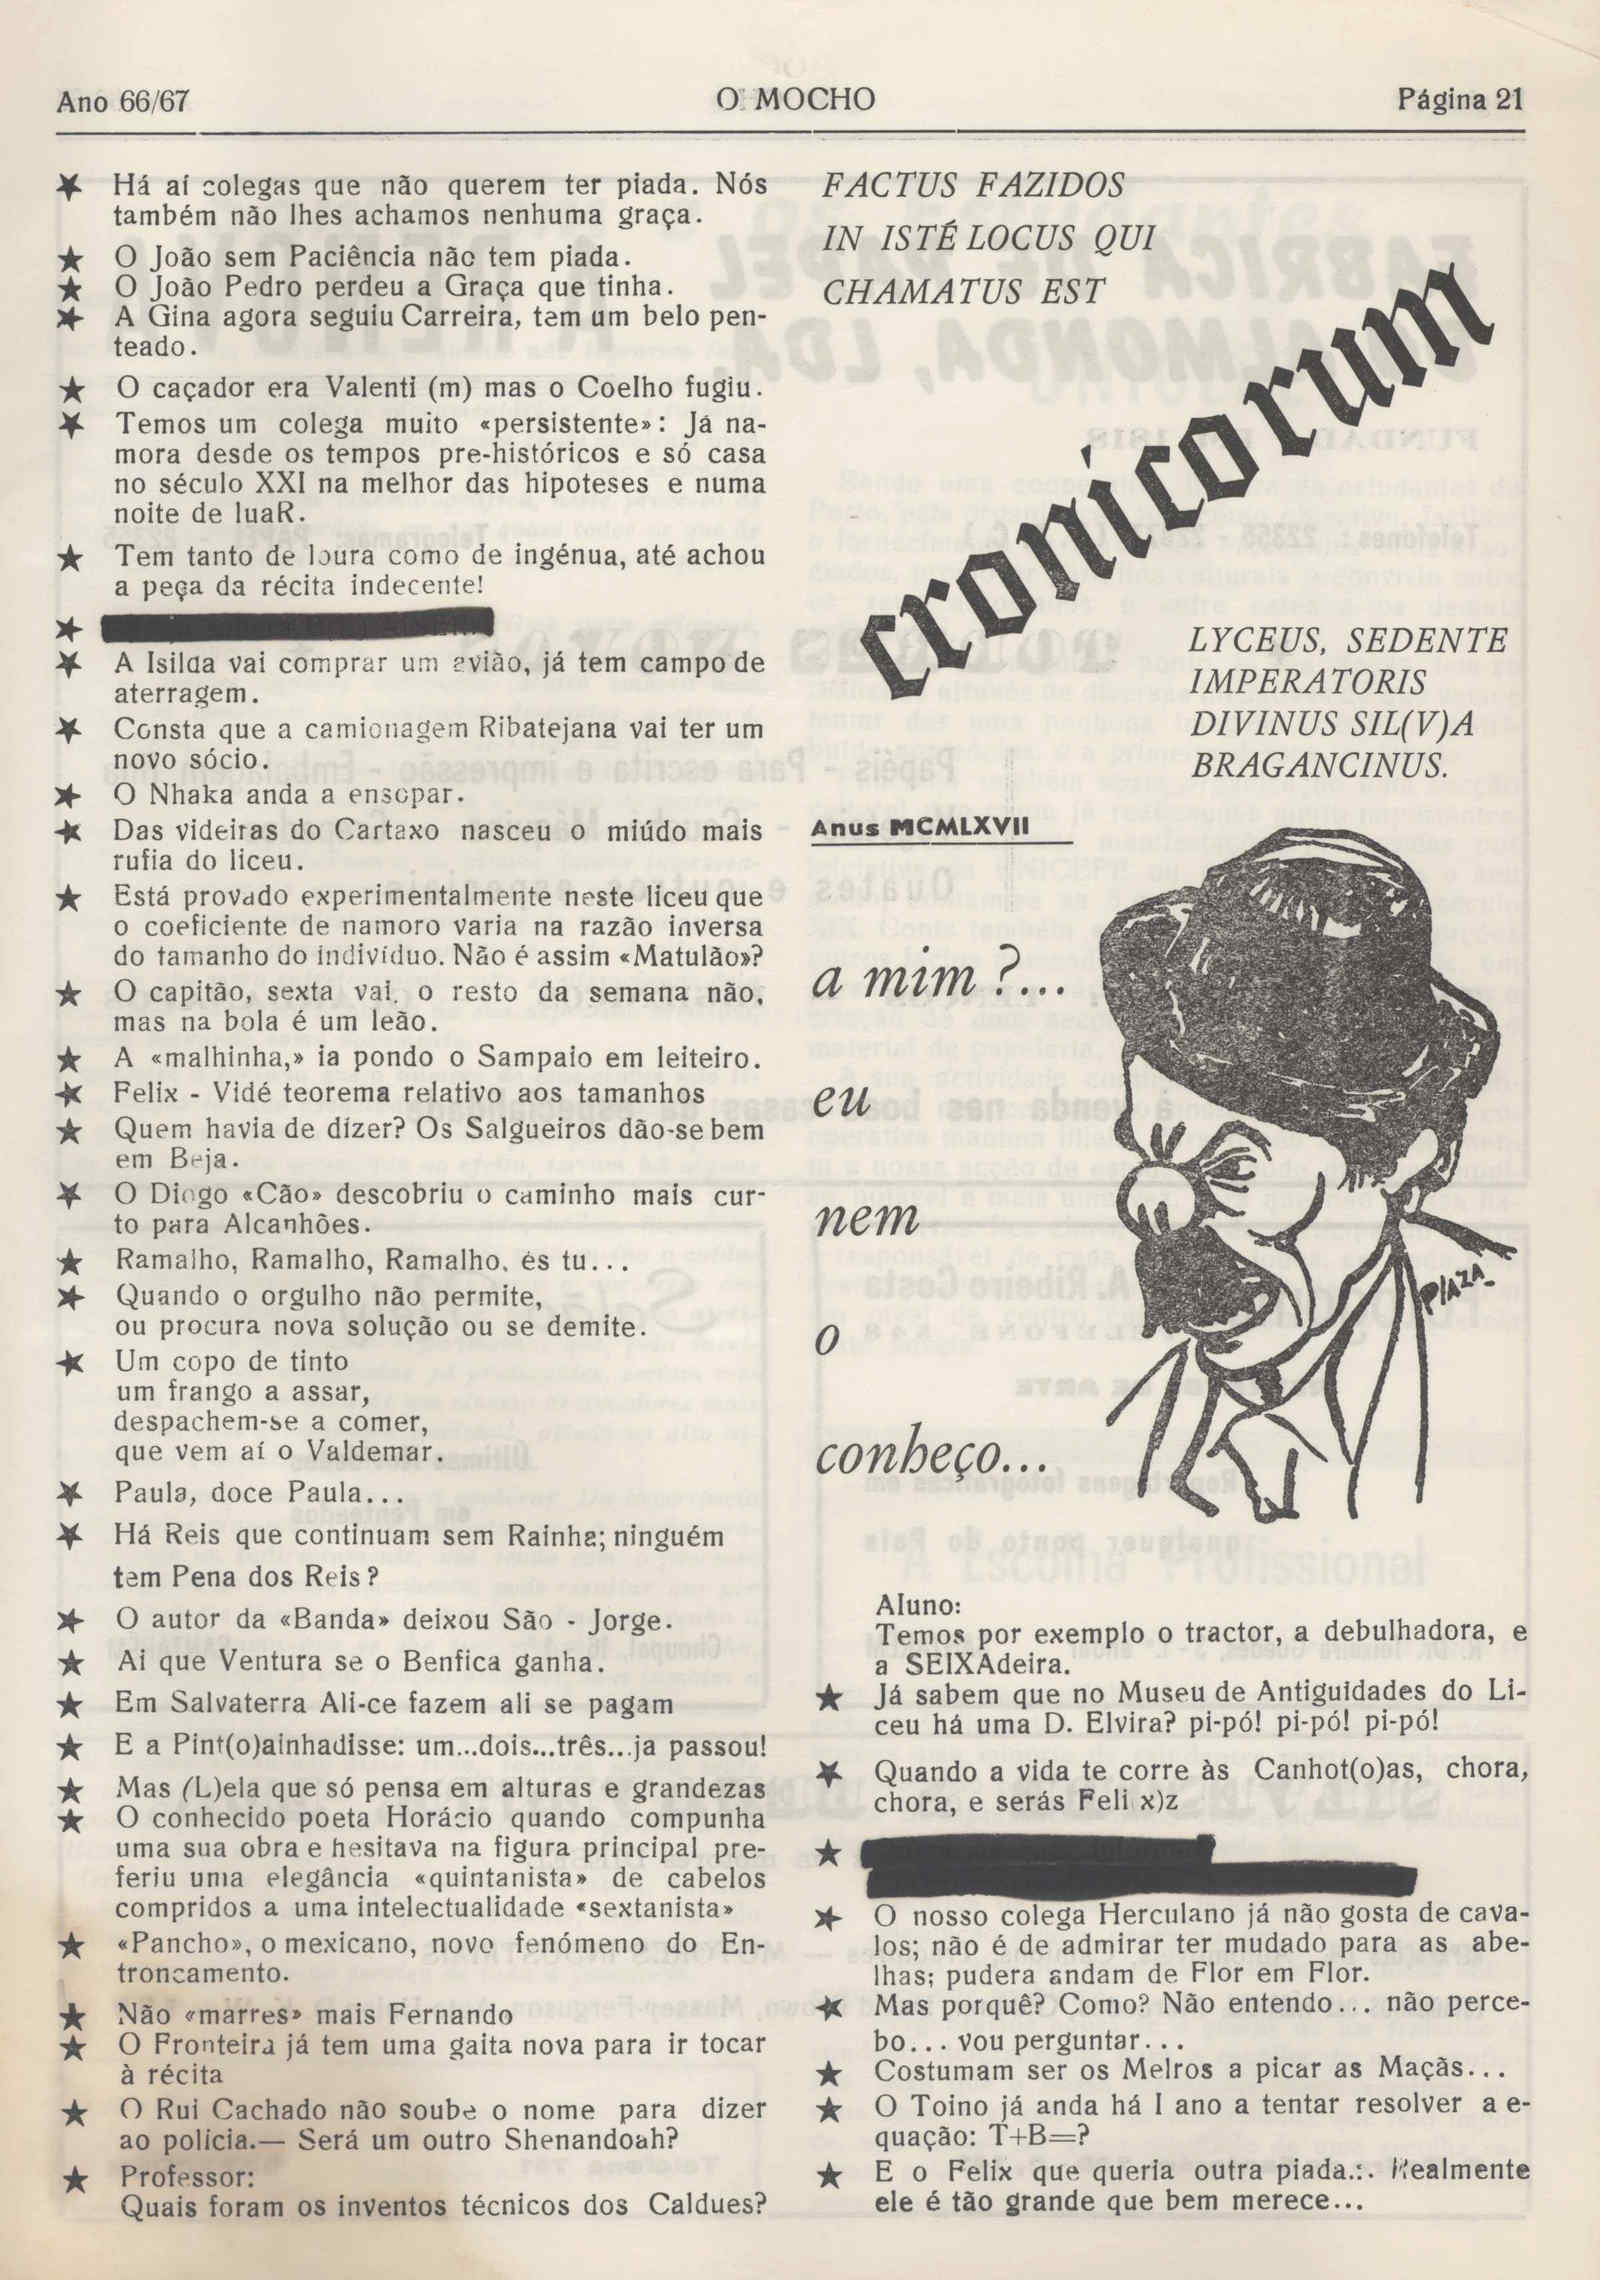 Ano 66/67
O MOCHO
Página 21
Há aí colegas que não querem ter piada. Nós
também não lhes achamos nenhuma graça.
O João sem Paciência não tem piada.
O João Pedro perdeu a Graça que tinha.
A Gina agora seguiu Carreira, tem um belo pen-
teado.
O caçador era Valenti (m) mas o Coelho fugiu.
Temos um colega muito «persistente»: Já na-
mora desde os tempos pre-históricos e só casa
no século XXI na melhor das hipoteses e numa
noite de luaR.
Tem tanto de loura como de ingénua, até achou
a peça da récita indecente!
A Isilda vai comprar um avião, já tem campo de
aterragem.
Consta que a camionagem Ribatejana vai ter um
novo sócio.
O Nhaka anda a ensopar.
Das videiras do Cartaxo nasceu o miúdo mais
rufia do liceu.
Está provado experimentalmente neste liceu que
o coeficiente de namoro varia na razão inversa
do tamanho do indivíduo. Não é assim «Matulão»?
O capitão, sexta vai, o resto da semana não,
mas na bola é um leão.
A «malhinha,» ia pondo o Sampaio em leiteiro.
Felix - Vidé teorema relativo aos tamanhos
Quem havia de dizer? Os Salgueiros dão-se bem
em Beja.
O Diogo «Cão» descobriu o caminho mais cur-
to para Alcanhões.
Ramalho, Ramalho, Ramalho, és tu...
Quando o orgulho não permite,
ou procura nova solução ou se demite.
Um copo de tinto
um frango a assar,
despachem-se a comer,
que vem aí o Valdemar.
Paula, doce Paula...
Há Reis que continuam sem Rainha; ninguém
tem Pena dos Reis?
O autor da «Banda» deixou São - Jorge.
Ai que Ventura se o Benfica ganha.
Em Salvaterra Ali-ce fazem ali se pagam
E a Pint(o)ainhadisse: um...dois...três...ja passou!
Mas (L)ela que só pensa em alturas e grandezas
O conhecido poeta Horácio quando compunha
uma sua obra e hesitava na figura principal pre-
feriu uma elegância «quintanista» de cabelos
compridos a uma intelectualidade «sextanista»
«Pancho», o mexicano, novo fenómeno do En-
troncamento.
Não «marres» mais Fernando
O Fronteira já tem uma gaita nova para ir tocar
à récita
O Rui Cachado não soube o nome para dizer
ao polícia.— Será um outro Shenandoah?
Professor:
Quais foram os inventos técnicos dos Caldues?
FACTUS FAZIDOS
IN ISTÉ LOCUS QUI
CHAMATUS EST
cronicorum
LYCEUS, SEDENTE
IMPERATORIS
DIVINUS SIL(V)A
BRAGANCINUS.
Anus MCMLXVII
a mim ?...
eu
nem
o
conheço...
PLAZA
Aluno:
Temos por exemplo o tractor, a debulhadora, e
a SEIXAdeira.
Já sabem que no Museu de Antiguidades do Li-
ceu há uma D. Elvira? pi-pó! pi-pó! pi-pó!
Quando a vida te corre às Canhot(o)as, chora,
chora, e serás Feli x)z
O nosso colega Herculano já não gosta de cava-
los; não é de admirar ter mudado para as abe-
lhas; pudera andam de Flor em Flor.
Mas porquê? Como? Não entendo... não perce-
bo... vou perguntar...
Costumam ser os Melros a picar as Maçãs...
O Toino já anda há I ano a tentar resolver a e-
quação: T+B=?
E o Felix que queria outra piada.:. Realmente
ele é tão grande que bem merece...